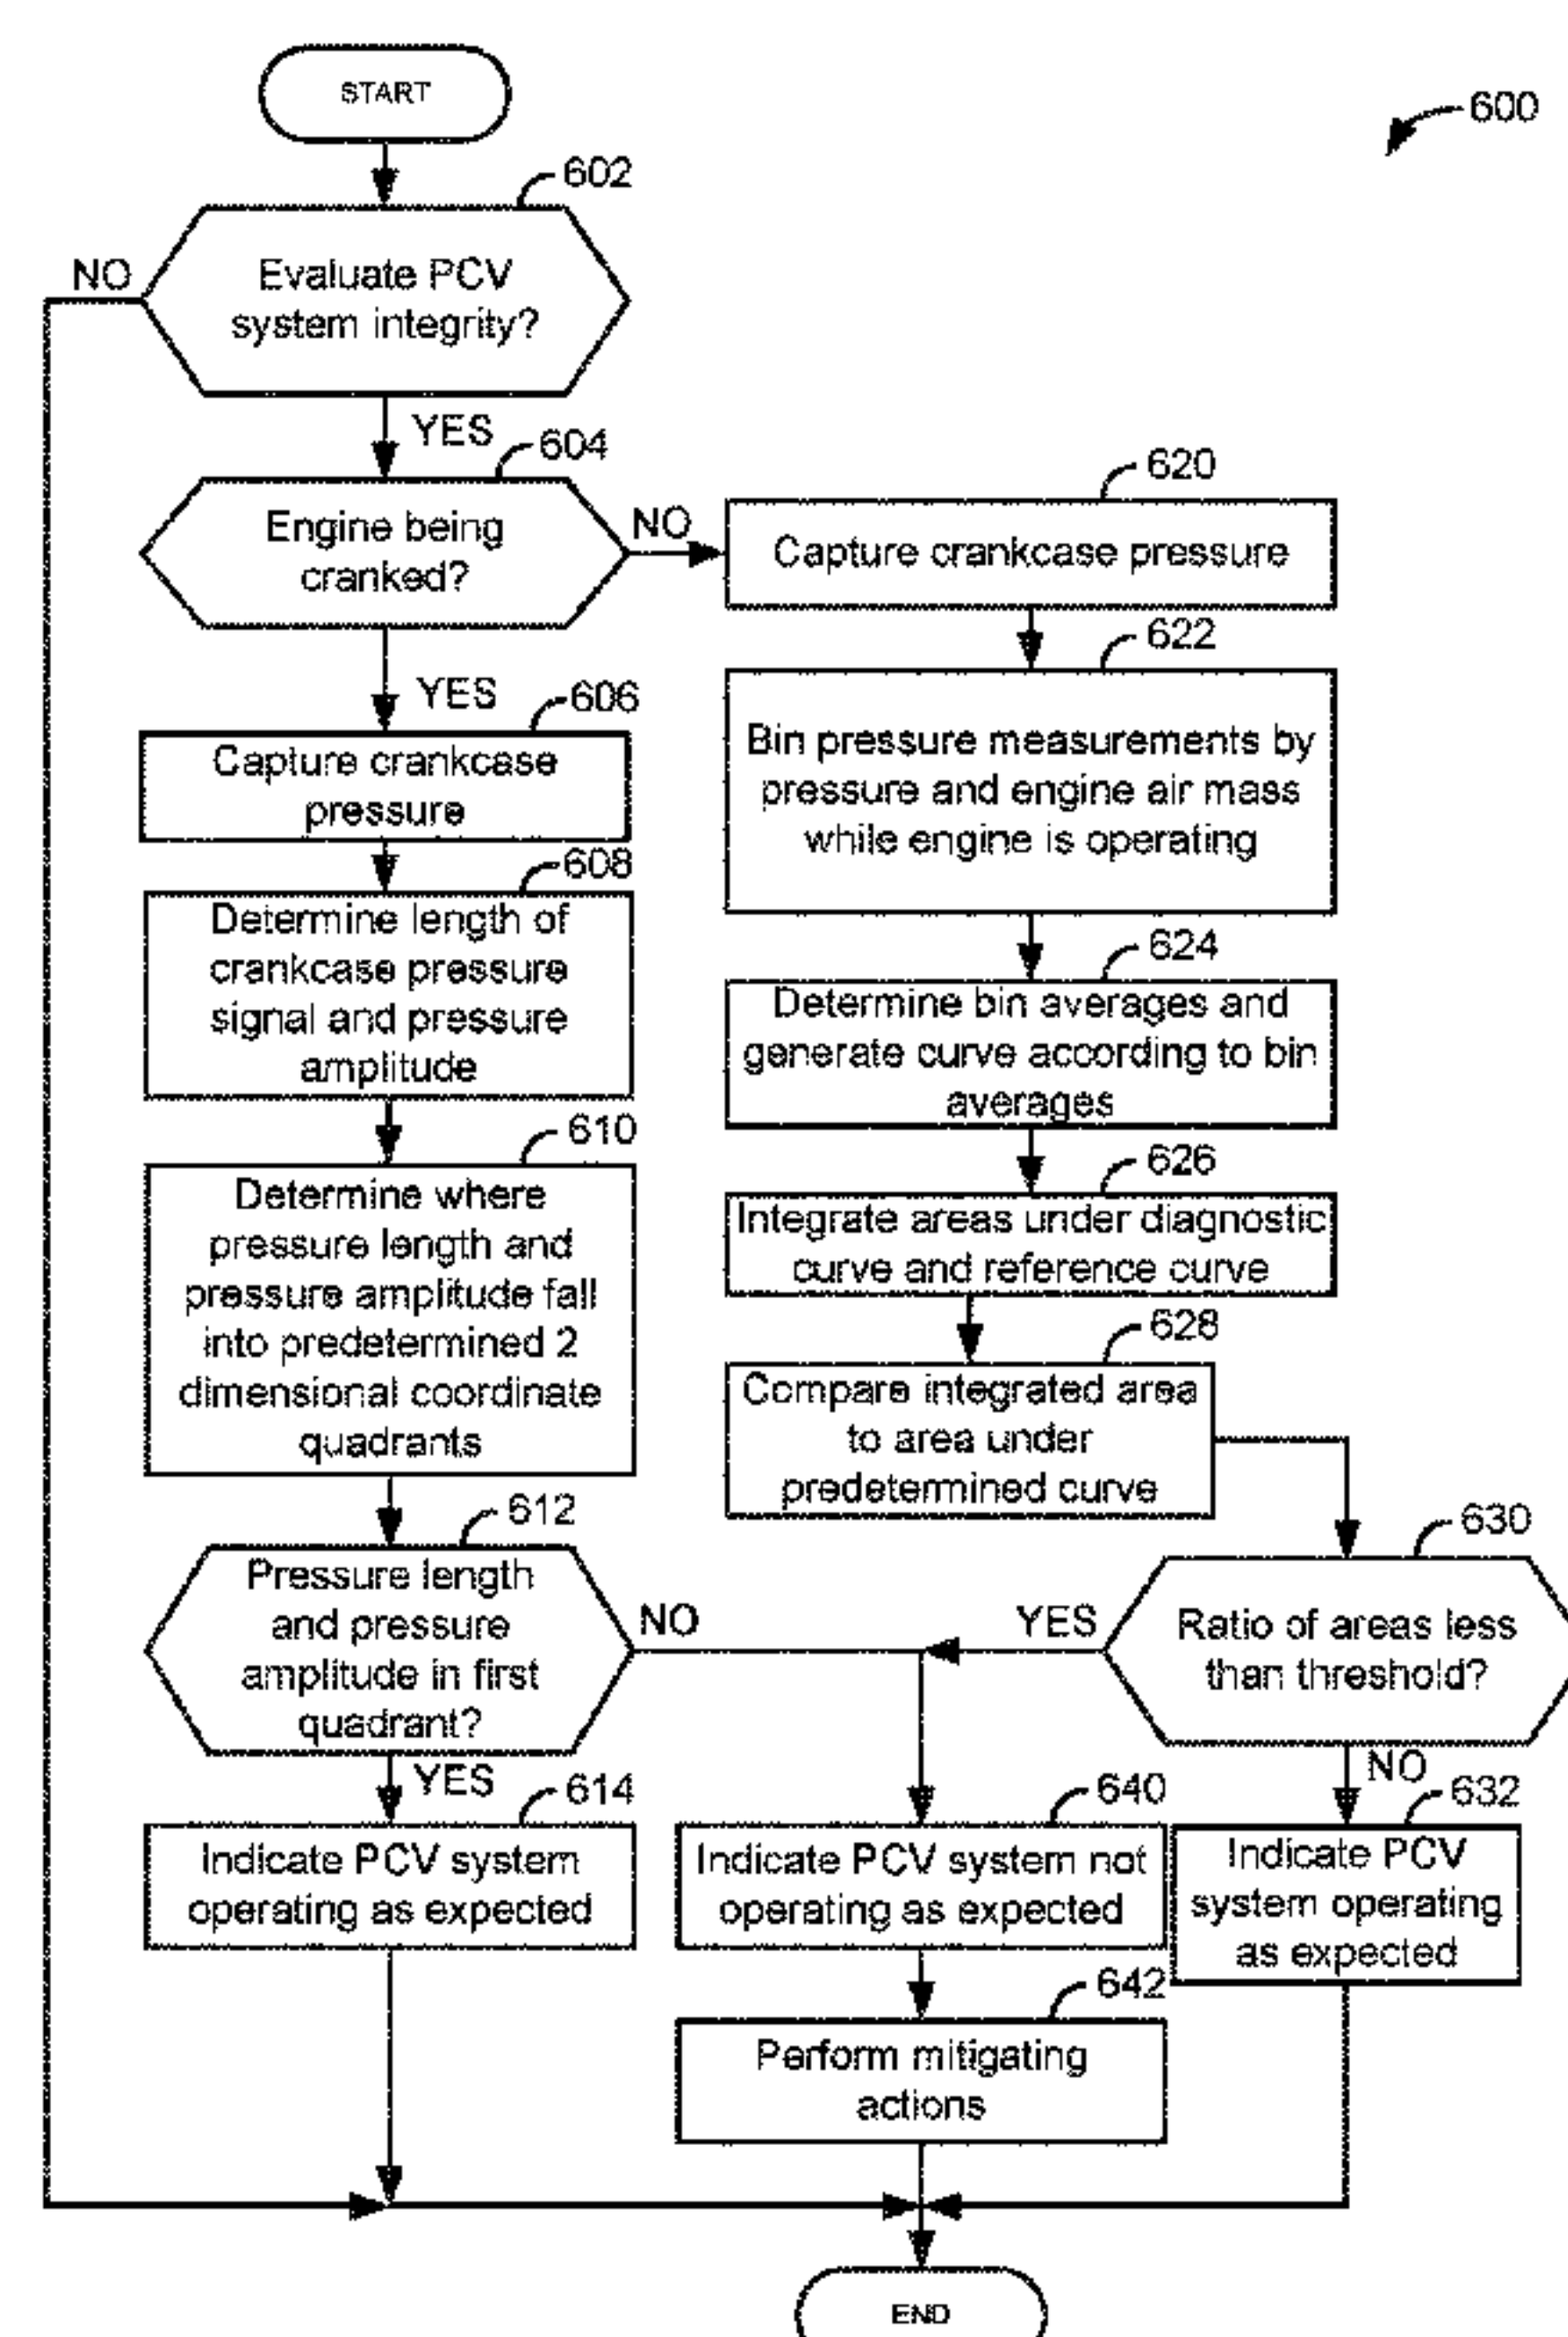 START
600
602
NO
Evaluate PCV
system integrity?
YES
604
Engine being
cranked?
NO
YES
606
Capture crankcase
pressure
608
Determine length of
crankcase pressure
signal and pressure
amplitude
610
Determine where
pressure length and
pressure amplitude fall
into predetermined 2
dimensional coordinate
quadrants
612
Pressure length
and pressure
amplitude in first
quadrant?
NO
YES
614
Indicate PCV system
operating as expected
620
Capture crankcase pressure
622
Bin pressure measurements by
pressure and engine air mass
while engine is operating
624
Determine bin averages and
generate curve according to bin
averages
626
Integrate areas under diagnostic
curve and reference curve
628
Compare integrated area
to area under
predetermined curve
630
YES
Ratio of areas less
than threshold?
NO
632
Indicate PCV
system operating
as expected
640
Indicate PCV system not
operating as expected
642
Perform mitigating
actions
END